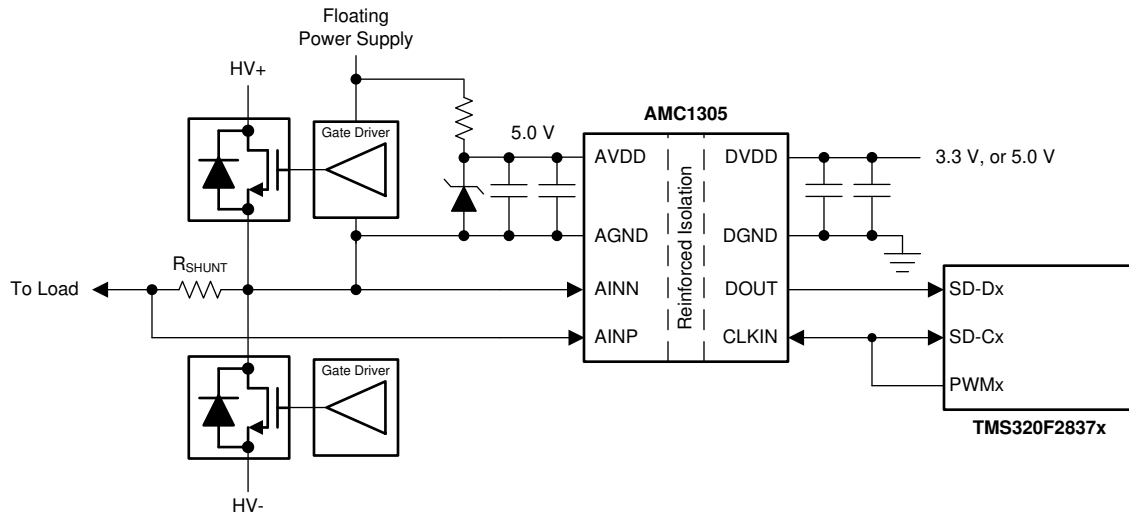 Floating
Power Supply
HV+
Gate Driver
5.0 V
AMC1305
AVDD
DVDD
3.3 V, or 5.0 V
Reinforced Isolation
AGND
DGND
RSHUNT
To Load
AINN
DOUT
SD-Dx
AINP
CLKIN
SD-Cx
Gate Driver
PWMx
TMS320F2837x
HV-